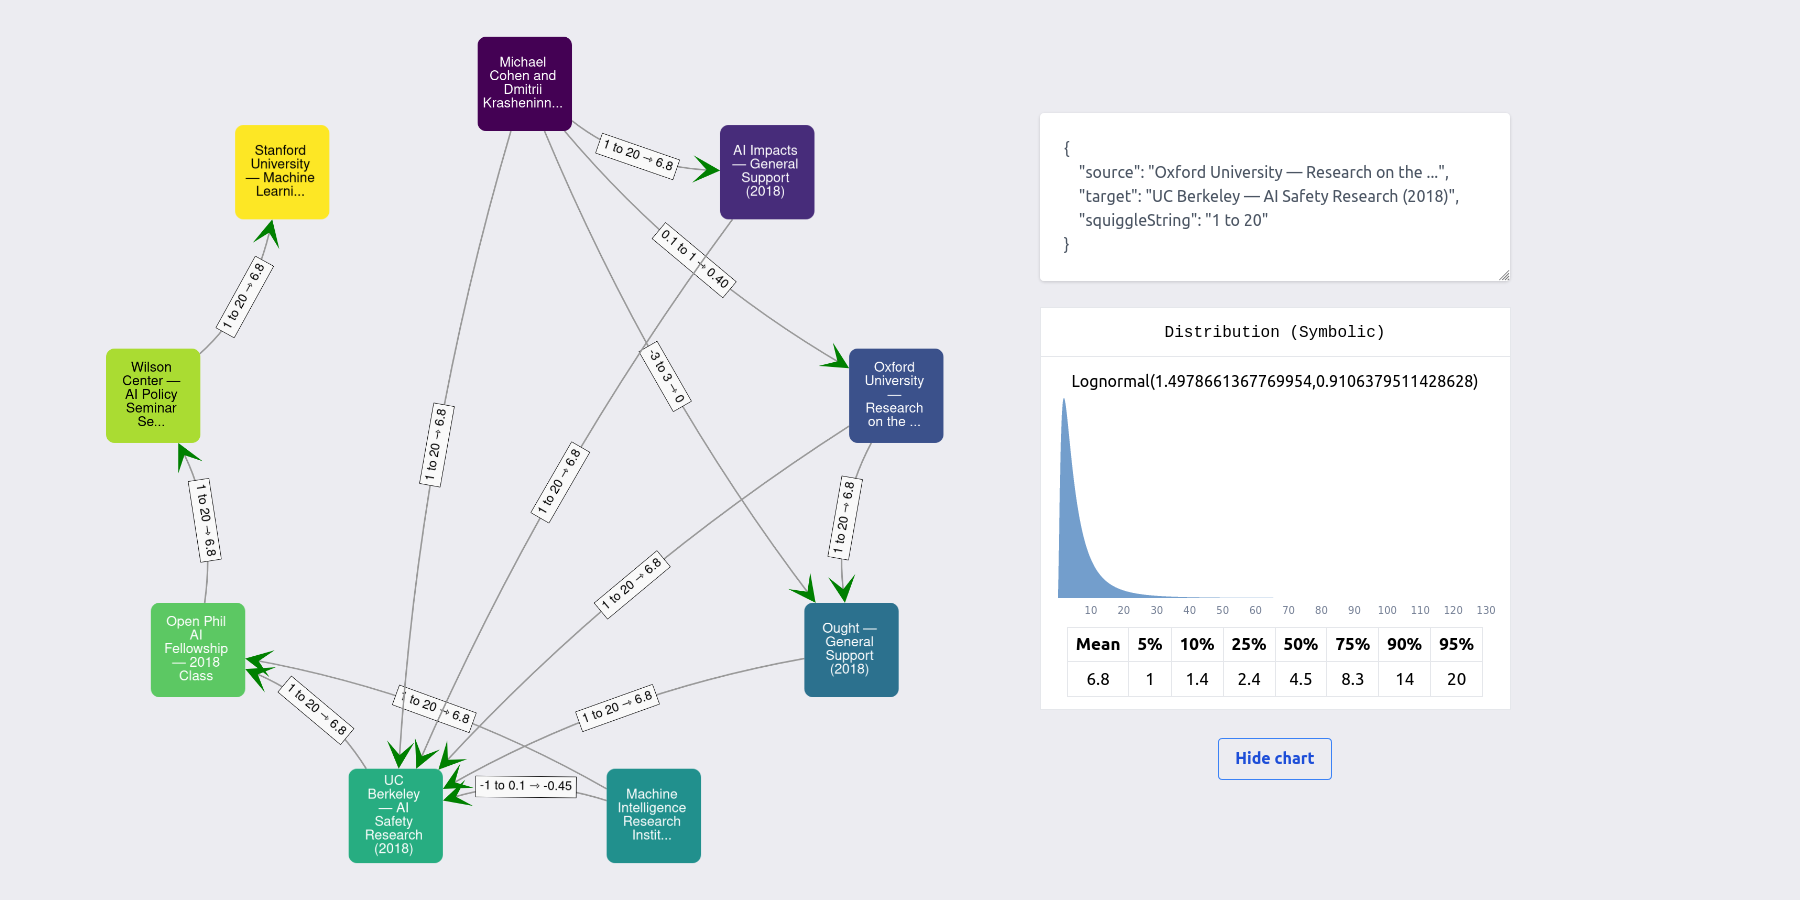 Michael
Cohen and
Dmitrii
Krasheninn...
Stanford
University
— Machine
Learni...
AI Impacts
— General
Support
(2018)
1 to 20 → 6.8
0.1 to 1 → 0.40
1 to 20 → 6.8
Wilson
Center —
AI Policy
Seminar
Se...
-3 to 3 → 0
Oxford
University
—
Research
on the ...
1 to 20 → 6.8
1 to 20 → 6.8
1 to 20 → 6.8
1 to 20 → 6.8
1 to 20 → 6.8
Open Phil
AI
Fellowship
— 2018
Class
Ought —
General
Support
(2018)
1 to 20 → 6.8
1 to 20 → 6.8
1 to 20 → 6.8
-1 to 0.1 → -0.45
UC
Berkeley
— AI
Safety
Research
(2018)
Machine
Intelligence
Research
Instit...
{
"source": "Oxford University — Research on the ...",
"target": "UC Berkeley — AI Safety Research (2018)",
"squiggleString": "1 to 20"
}
Distribution (Symbolic)
Lognormal(1.4978661367769954,0.9106379511428628)
10 20 30 40 50 60 70 80 90 100 110 120 130
Mean 5% 10% 25% 50% 75% 90% 95%
6.8 1 1.4 2.4 4.5 8.3 14 20
Hide chart